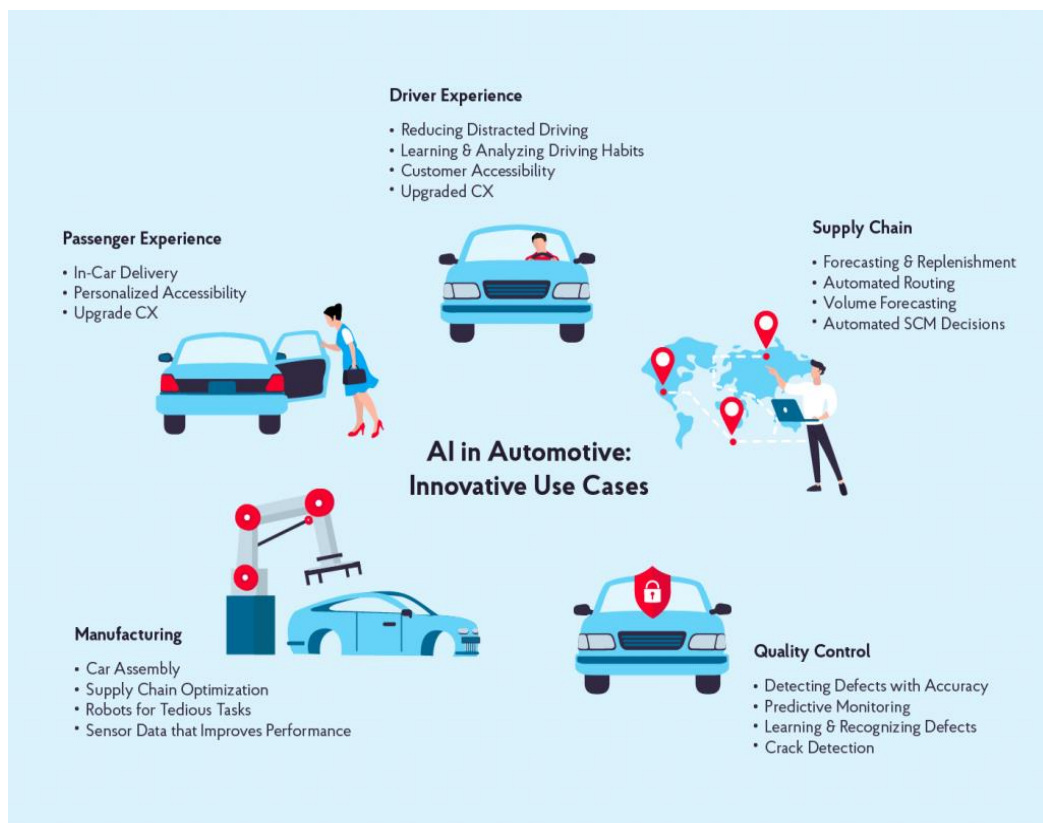 Driver Experience
• Reducing Distracted Driving
• Learning & Analyzing Driving Habits
• Customer Accessibility
• Upgraded CX
Passenger Experience
• In-Car Delivery
• Personalized Accessibility
• Upgrade CX
Supply Chain
• Forecasting & Replenishment
• Automated Routing
• Volume Forecasting
• Automated SCM Decisions
AI in Automotive:
Innovative Use Cases
Manufacturing
• Car Assembly
• Supply Chain Optimization
• Robots for Tedious Tasks
• Sensor Data that Improves Performance
Quality Control
• Detecting Defects with Accuracy
• Predictive Monitoring
• Learning & Recognizing Defects
• Crack Detection